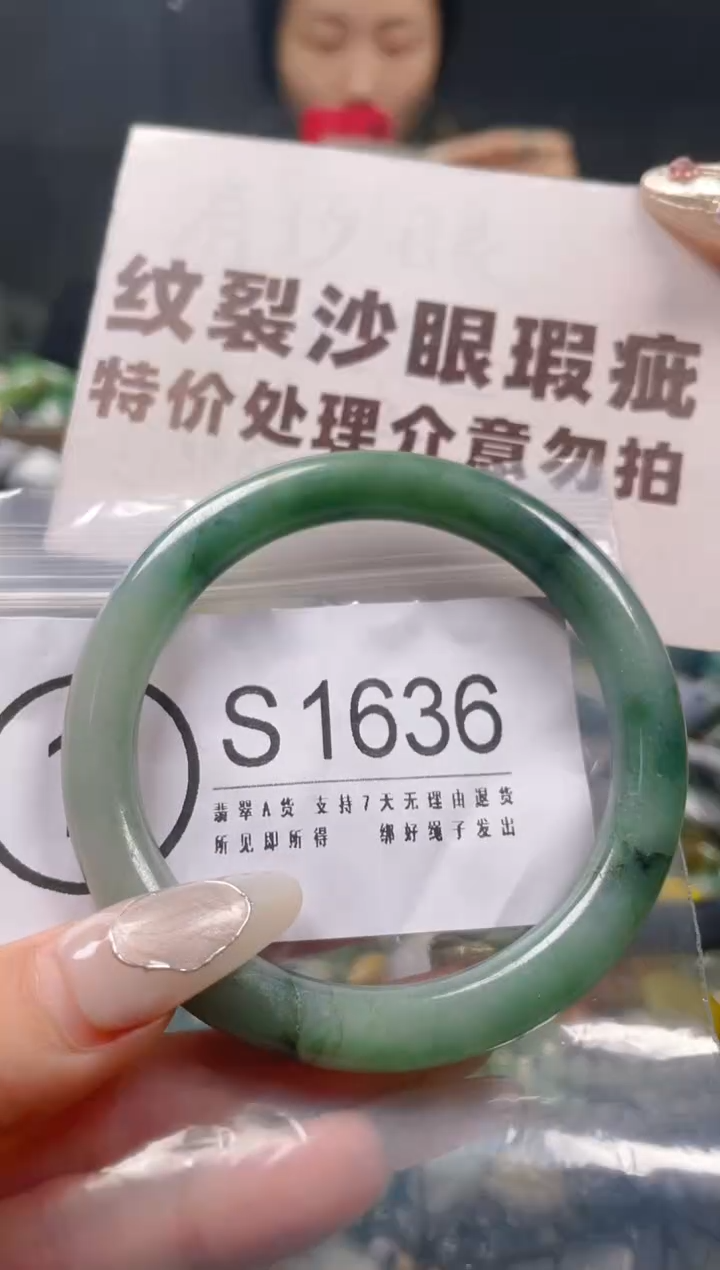 纹裂沙眼瑕疵
特价处理介意勿拍
S1636
翡翠A货 支持7天无理由退货
所见即所得 绑好绳子发出